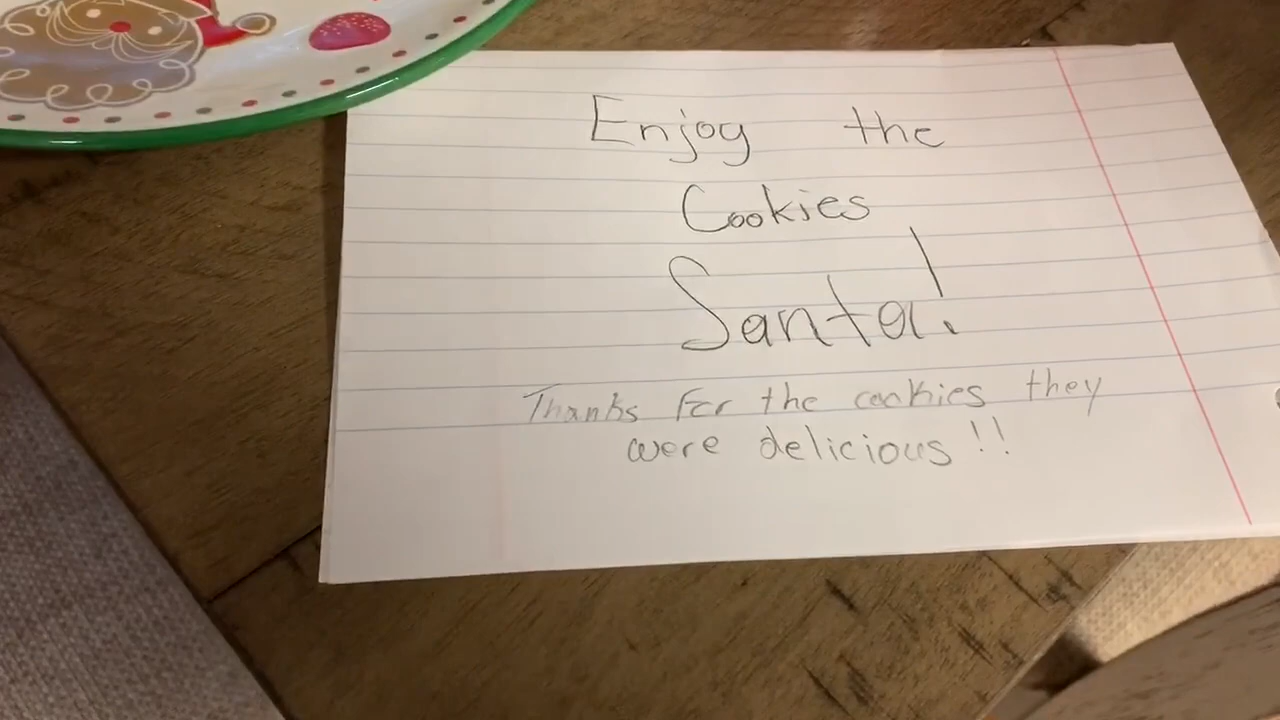 Enjoy the
Cookies
Santa!
Thanks for the cookies they
were delicious!!